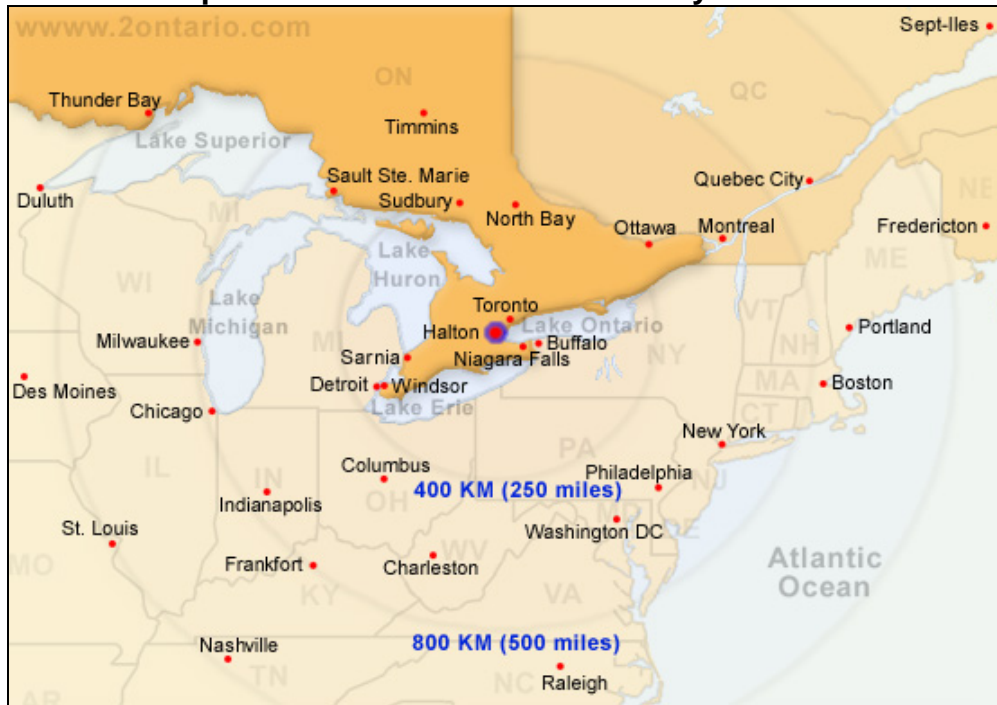 www.2ontario.com
Sept-Iles
ON
QC
Thunder Bay
Timmins
Lake Superior
Sault Ste. Marie
Quebec City
NB
Duluth
MI
Sudbury
North Bay
Ottawa
Montreal
Fredericton
Lake
Huron
ME
WI
Lake
Michigan
Toronto
VT
Halton
Lake Ontario
Portland
Milwaukee
MI
Buffalo
NH
Sarnia
Niagara Falls
NY
Des Moines
Detroit
Windsor
MA
Boston
Chicago
Lake Erie
CT
New York
PA
IL
IN
Columbus
Philadelphia
OH
400 KM (250 miles)
NJ
Indianapolis
St. Louis
Washington DC
MO
Frankfort
Charleston
WV
Atlantic
Ocean
KY
VA
Nashville
800 KM (500 miles)
TN
NC
Raleigh
AR